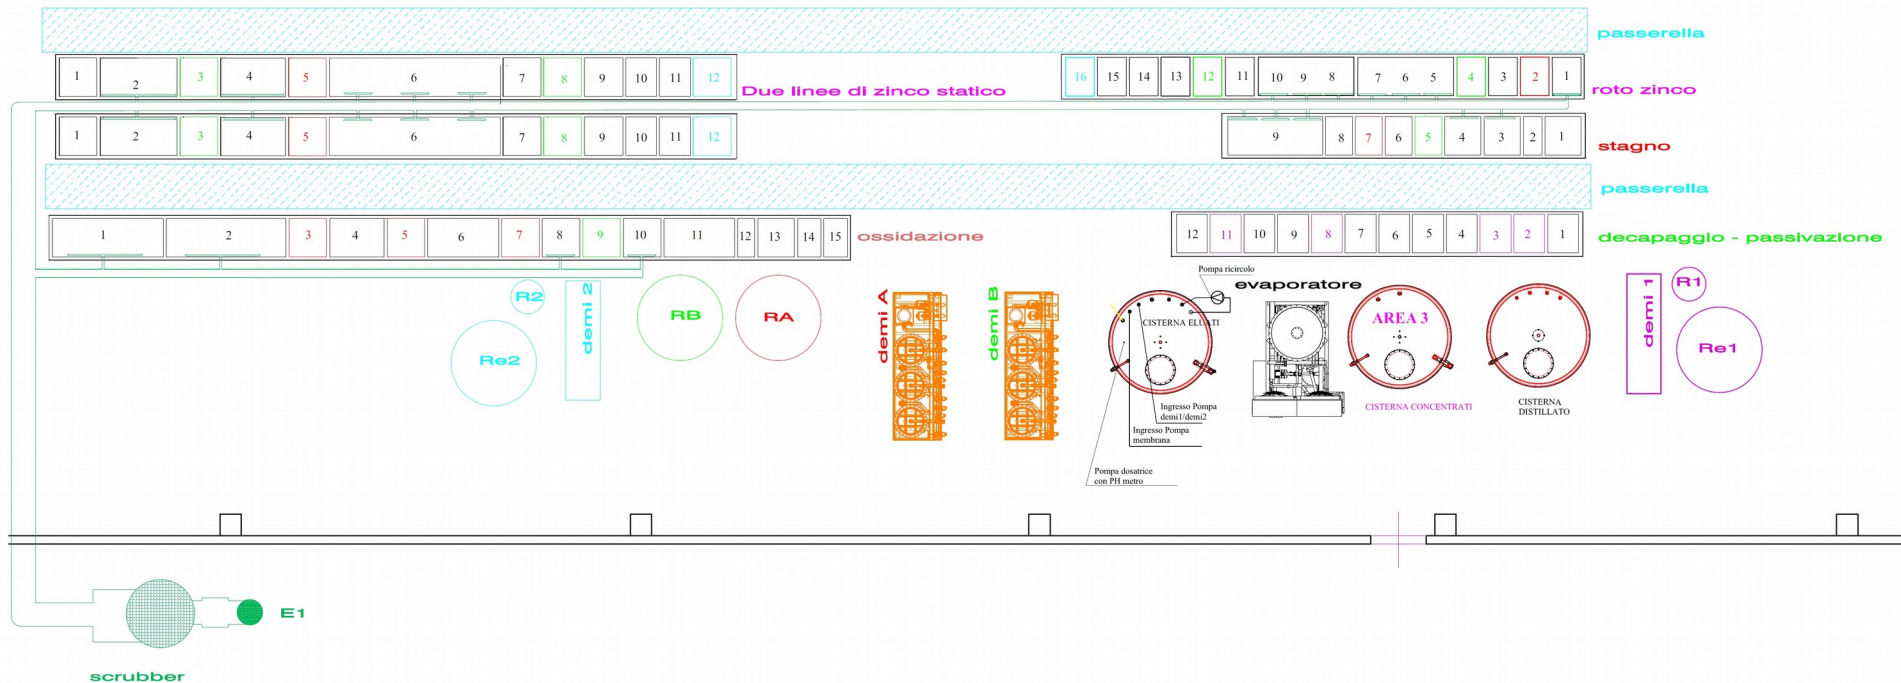 passerella
1 2 3 4 5 6 7 8 9 10 11 12
Due linee di zinco statico
16 15 14 13 12 11 10 9 8 7 6 5 4 3 2 1
roto zinco
1 2 3 4 5 6 7 8 9 10 11 12
9 8 7 6 5 4 3 2 1
stagno
passerella
1 2 3 4 5 6 7 8 9 10 11 12 13 14 15
ossidazione
12 11 10 9 8 7 6 5 4 3 2 1
decapaggio - passivazione
R2
Re2
demi 2
RB
RA
demi A
demi B
Pompa ricircolo
CISTERNA ELUATI
Ingresso Pompa
demi1/demi2
Ingresso Pompa
membrana
Pompa dosatrice
con PH metro
evaporatore
AREA 3
CISTERNA CONCENTRATI
CISTERNA
DISTILLATO
demi 1
R1
Re1
E1
scrubber